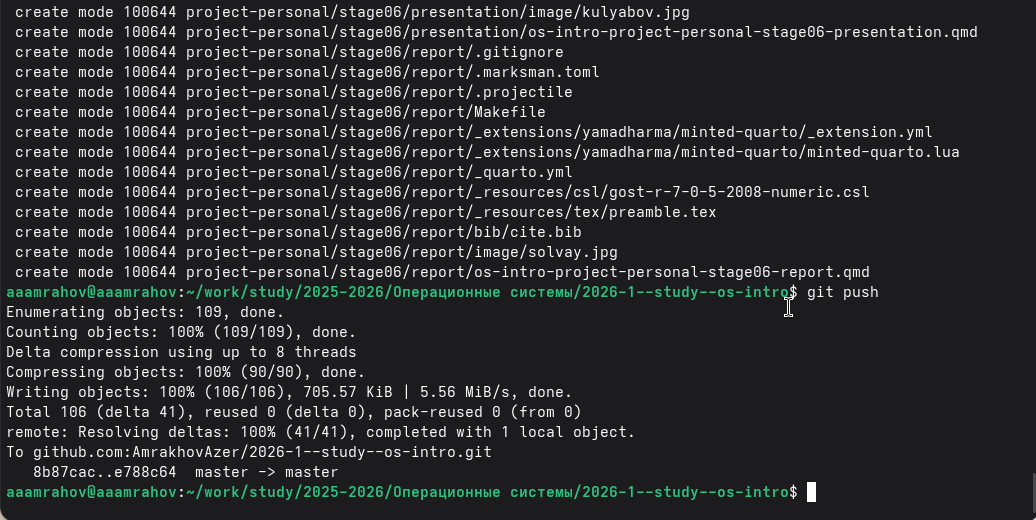 create mode 100644 project-personal/stage06/presentation/image/kulyabov.jpg
create mode 100644 project-personal/stage06/presentation/os-intro-project-personal-stage06-presentation.qmd
create mode 100644 project-personal/stage06/report/.gitignore
create mode 100644 project-personal/stage06/report/.marksman.toml
create mode 100644 project-personal/stage06/report/.projectile
create mode 100644 project-personal/stage06/report/Makefile
create mode 100644 project-personal/stage06/report/_extensions/yamadharma/minted-quarto/_extension.yml
create mode 100644 project-personal/stage06/report/_extensions/yamadharma/minted-quarto/minted-quarto.lua
create mode 100644 project-personal/stage06/report/_quarto.yml
create mode 100644 project-personal/stage06/report/_resources/csl/gost-r-7-0-5-2008-numeric.csl
create mode 100644 project-personal/stage06/report/_resources/tex/preamble.tex
create mode 100644 project-personal/stage06/report/bib/cite.bib
create mode 100644 project-personal/stage06/report/image/solvay.jpg
create mode 100644 project-personal/stage06/report/os-intro-project-personal-stage06-report.qmd
aaamrahov@aaamrahov:~/work/study/2025-2026/Операционные системы/2026-1--study--os-intro$ git push
Enumerating objects: 109, done.
Counting objects: 100% (109/109), done.
Delta compression using up to 8 threads
Compressing objects: 100% (90/90), done.
Writing objects: 100% (106/106), 705.57 KiB | 5.56 MiB/s, done.
Total 106 (delta 41), reused 0 (delta 0), pack-reused 0 (from 0)
remote: Resolving deltas: 100% (41/41), completed with 1 local object.
To github.com:AmrakhovAzer/2026-1--study--os-intro.git
8b87cac..e788c64 master -> master
aaamrahov@aaamrahov:~/work/study/2025-2026/Операционные системы/2026-1--study--os-intro$